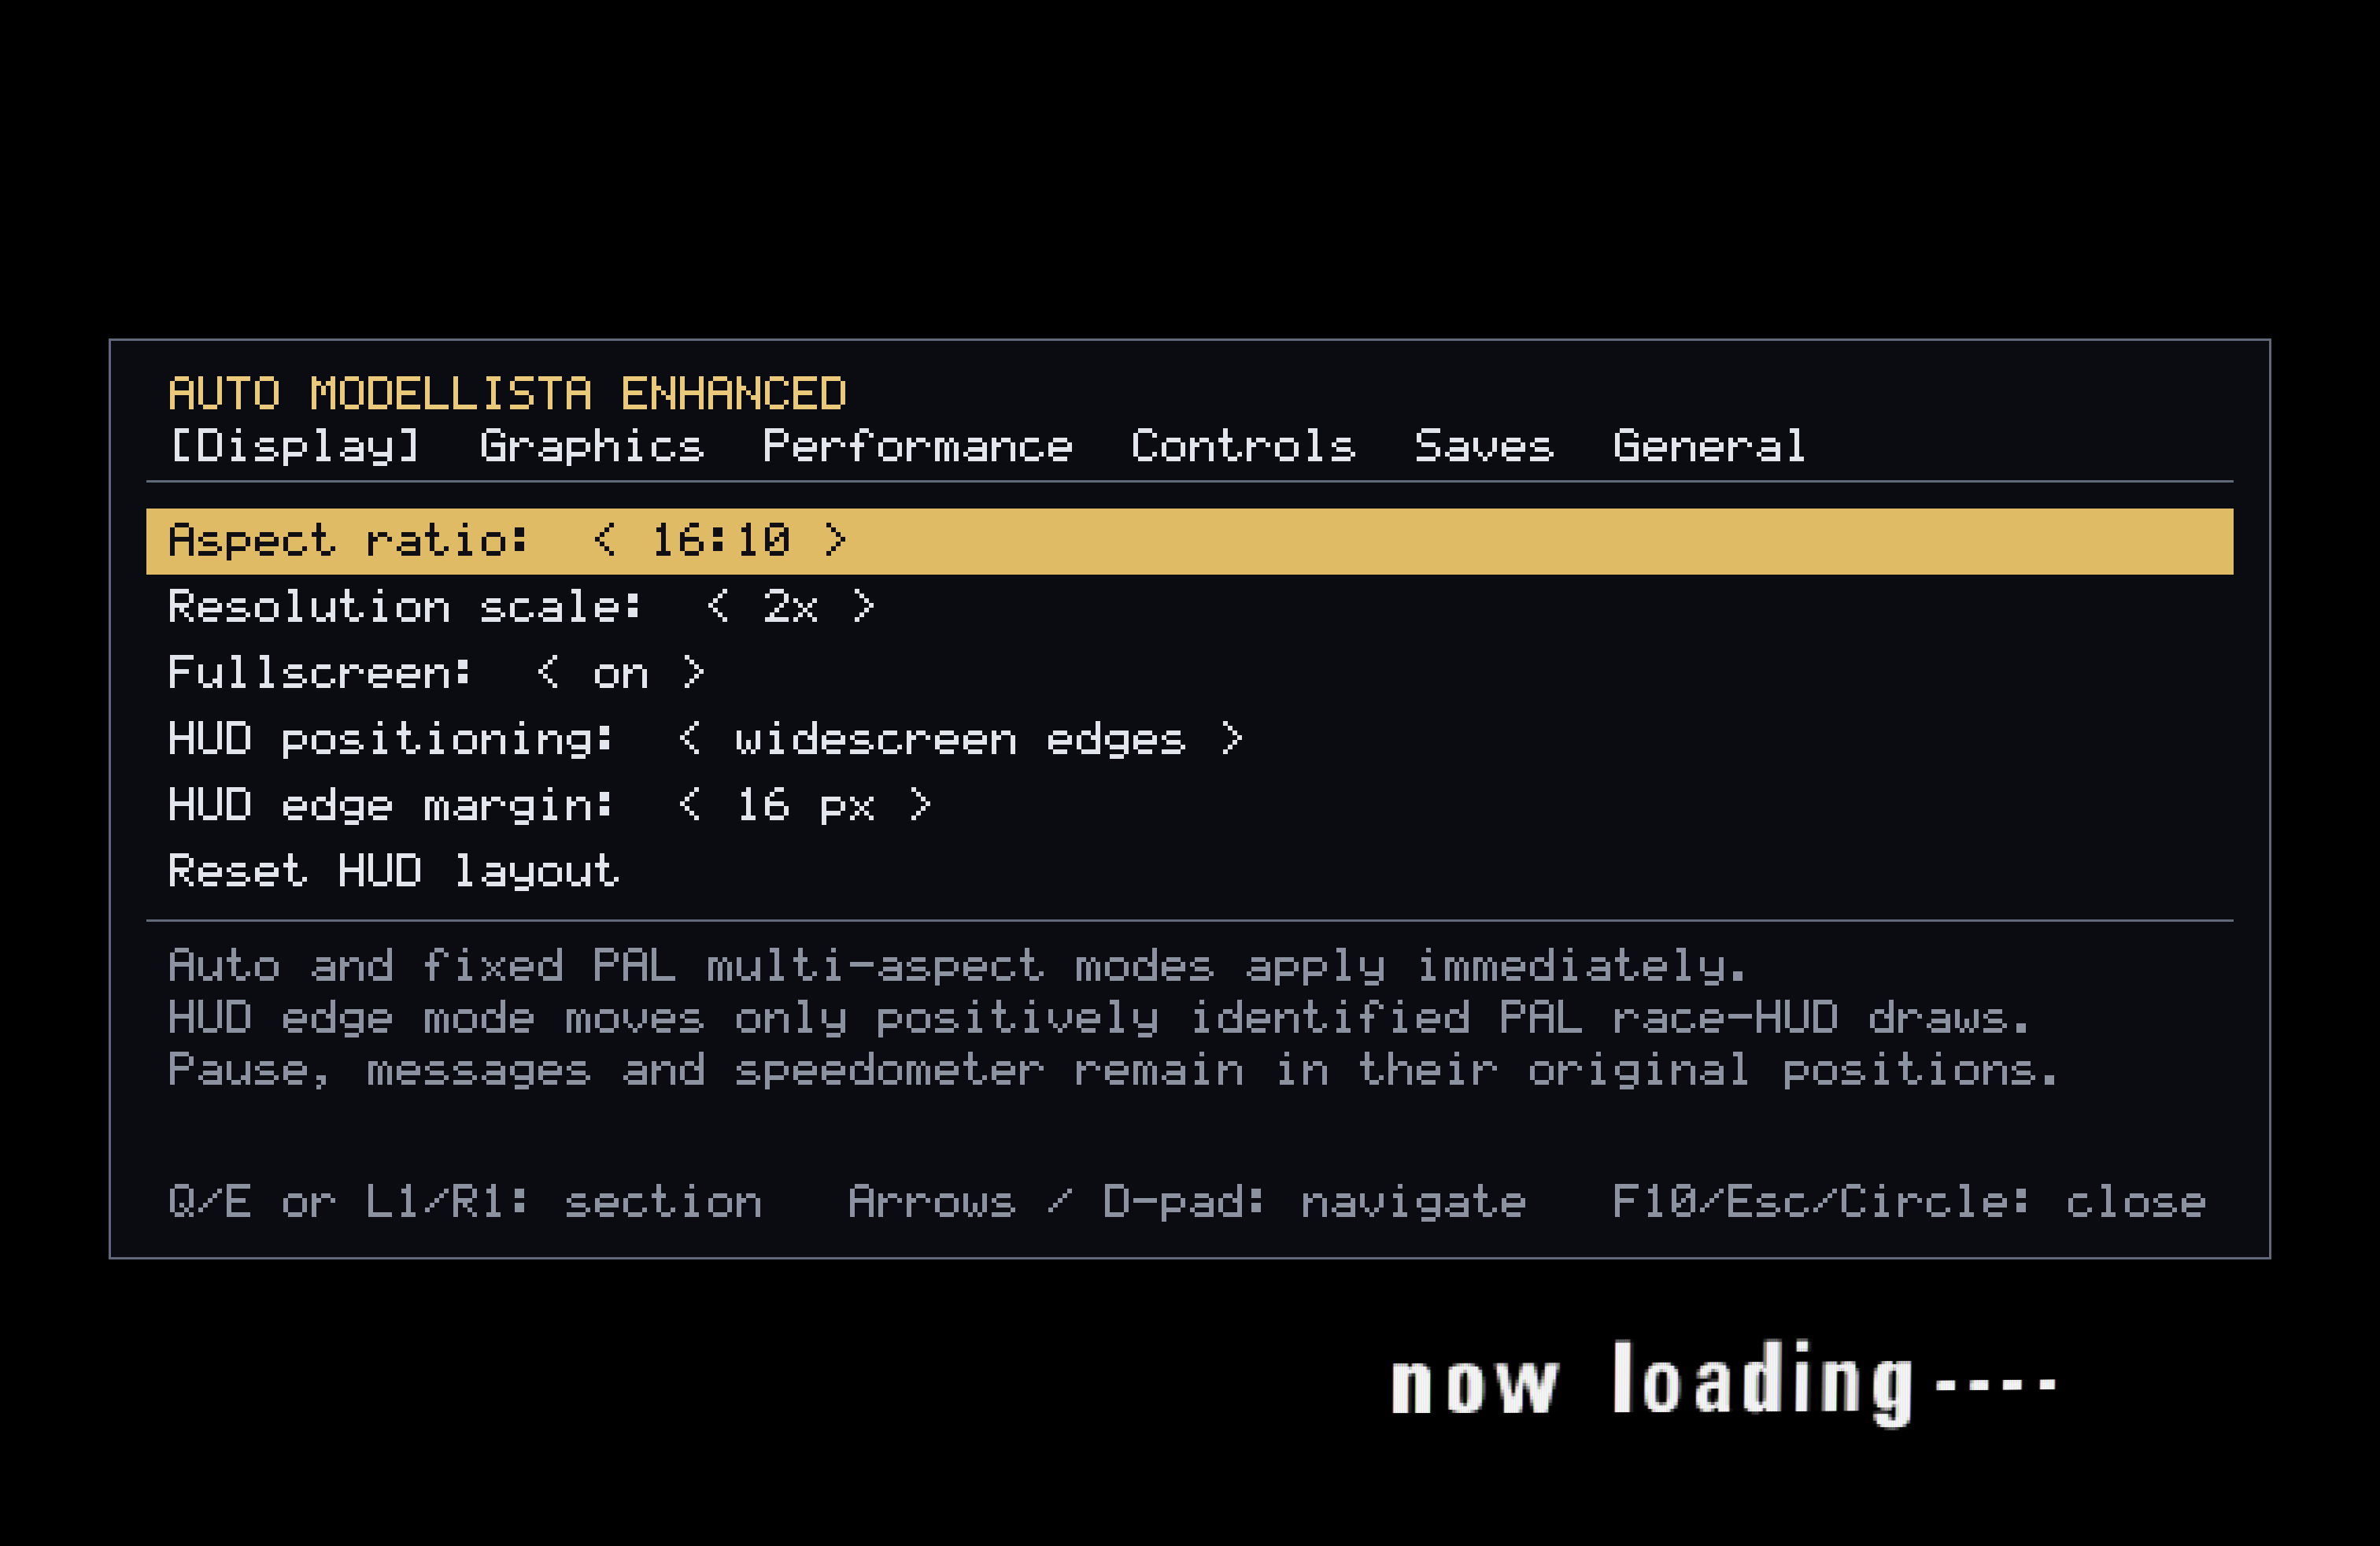 AUTO MODELLISTA ENHANCED
[Display] Graphics Performance Controls Saves General
Aspect ratio: < 16:10 >
Resolution scale: < 2x >
Fullscreen: < on >
HUD positioning: < widescreen edges >
HUD edge margin: < 16 px >
Reset HUD layout
Auto and fixed PAL multi-aspect modes apply immediately.
HUD edge mode moves only positively identified PAL race-HUD draws.
Pause, messages and speedometer remain in their original positions.
Q/E or L1/R1: section Arrows / D-pad: navigate F10/Esc/Circle: close
now loading----